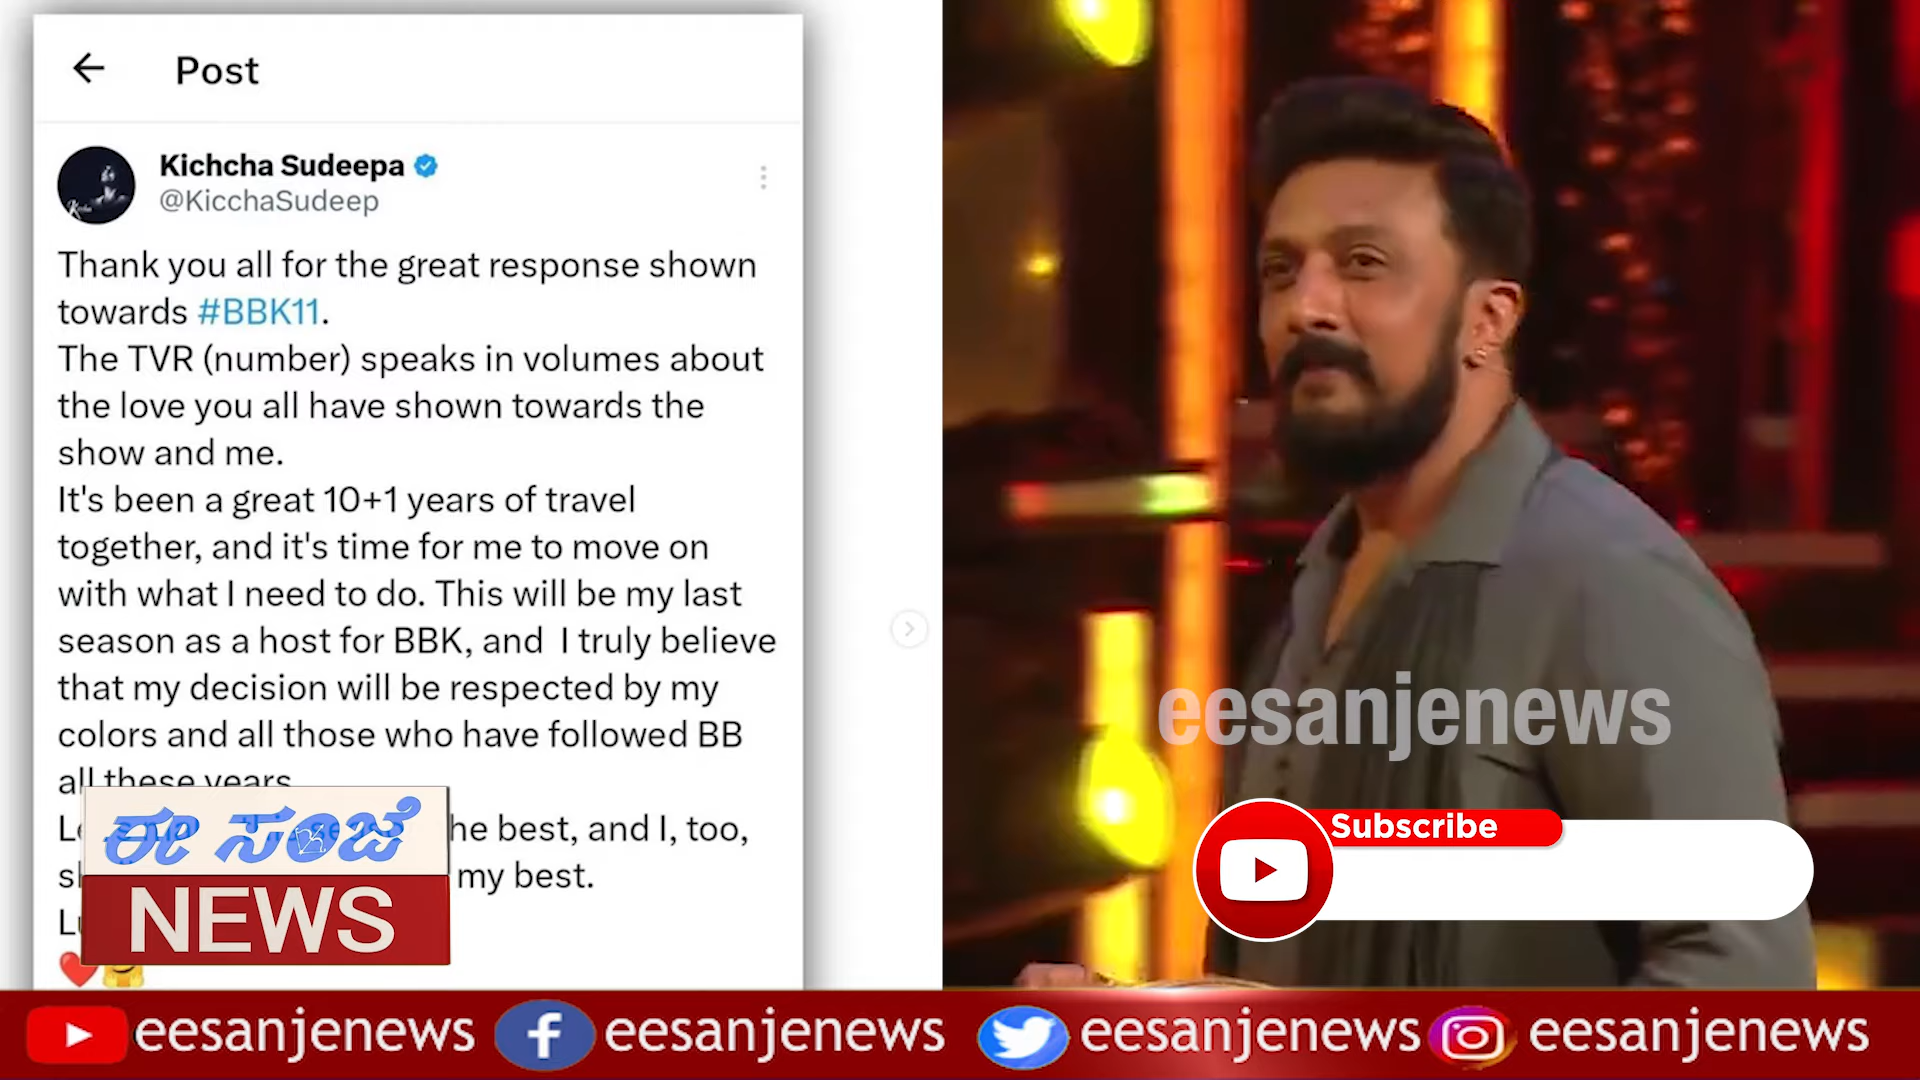 Post
Kichcha Sudeepa
@KicchaSudeep
Thank you all for the great response shown
towards #BBK11.
The TVR (number) speaks in volumes about
the love you all have shown towards the
show and me.
It's been a great 10+1 years of travel
together, and it's time for me to move on
with what I need to do. This will be my last
season as a host for BBK, and I truly believe
that my decision will be respected by my
colors and all those who have followed BB
all these years
he best, and I, too,
my best.
ಈ ಸಂಜೆ
NEWS
eesanjenews
Subscribe
eesanjenews
eesanjenews
eesanjenews
eesanjenews